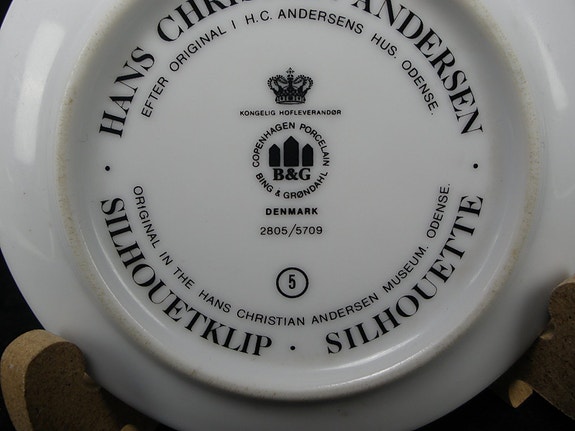 HANS CHRISTIAN ANDERSEN
EFTER ORIGINAL I H.C. ANDERSENS HUS. ODENSE.
KONGELIG HOFLEVERANDØR
COPENHAGEN PORCELAIN
B&G
BING & GRØNDAHL
DENMARK
2805/5709
5
ORIGINAL IN THE HANS CHRISTIAN ANDERSEN MUSEUM. ODENSE.
· SILHOUETKLIP · SILHOUETTE ·